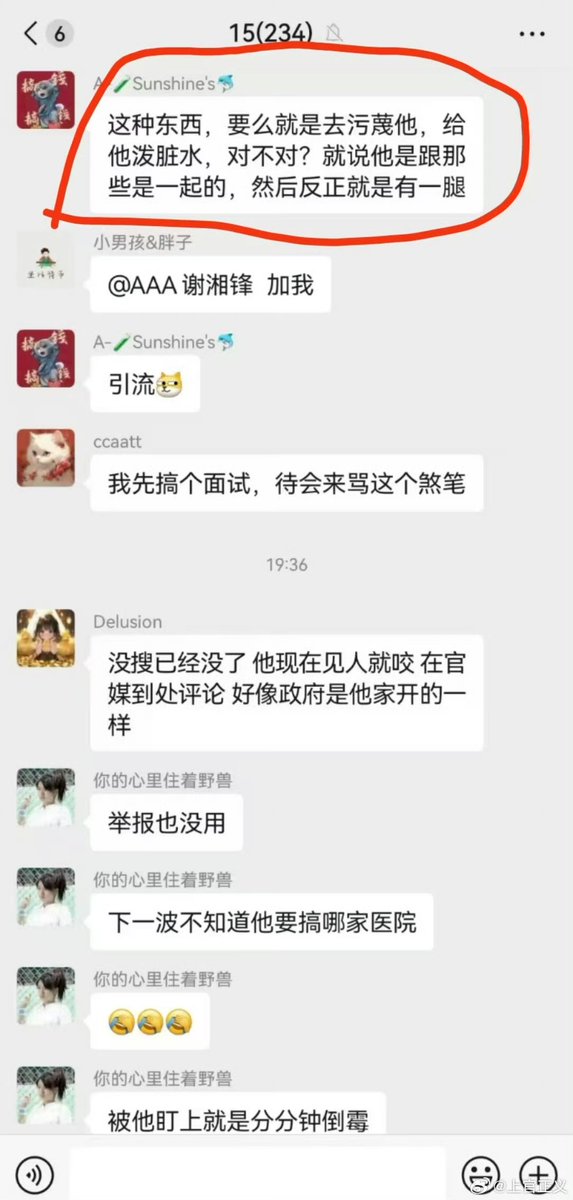 6
15(234)
A-Sunshine's
这种东西，要么就是去污蔑他，给
他泼脏水，对不对？就说他是跟那
些是一起的，然后反正就是有一腿
小男孩&胖子
@AAA 谢湘锋 加我
A-Sunshine's
引流
ccaatt
我先搞个面试，待会来骂这个煞笔
19:36
Delusion
没搜已经没了 他现在见人就咬 在官
媒到处评论 好像政府是他家开的一
样
你的心里住着野兽
举报也没用
你的心里住着野兽
下一波不知道他要搞哪家医院
你的心里住着野兽
你的心里住着野兽
被他盯上就是分分钟倒霉
@上官正义